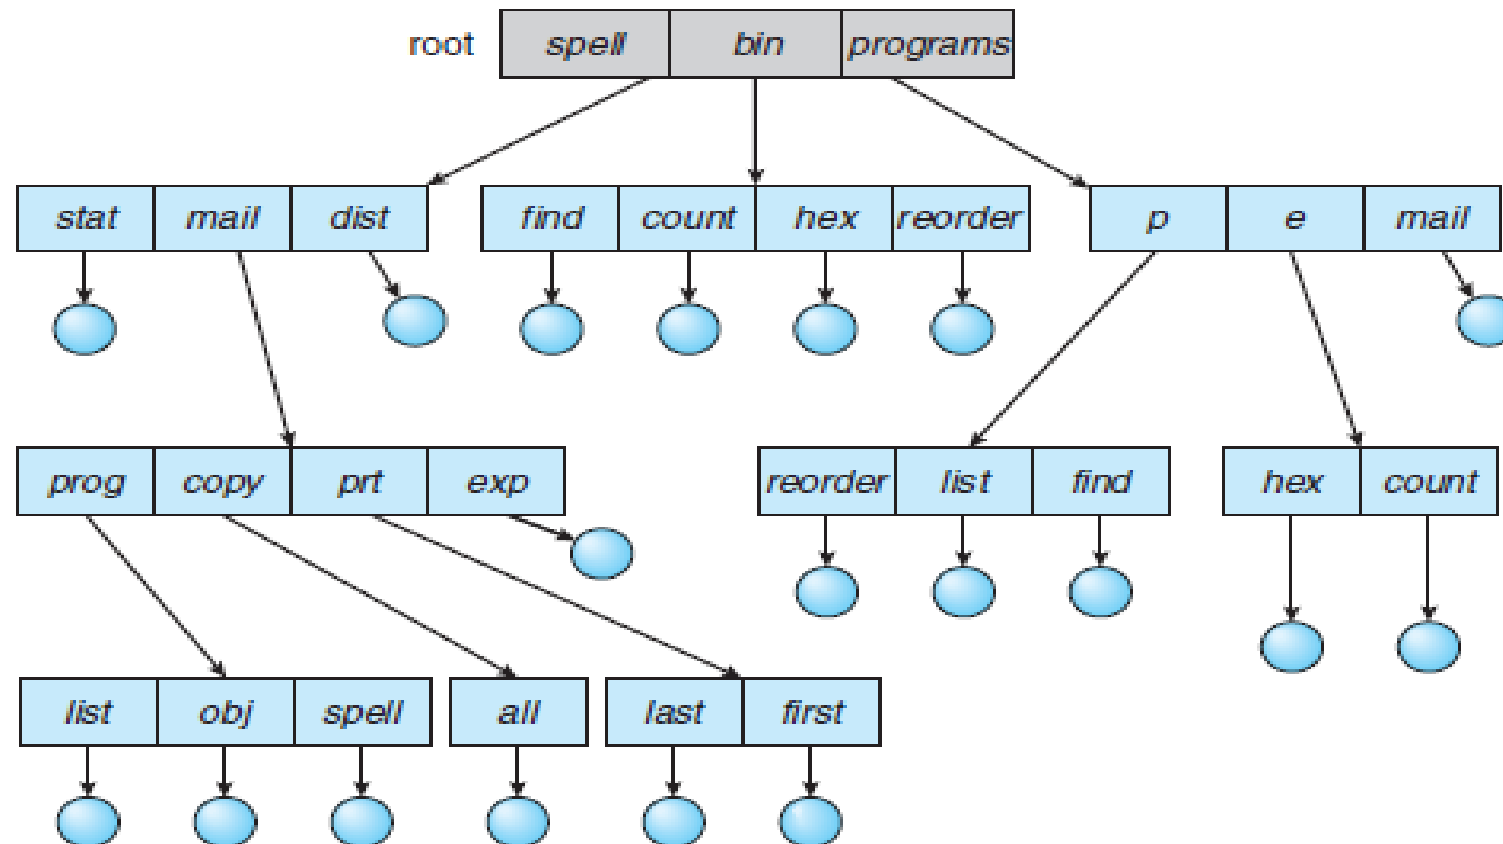 root spell bin programs
stat mail dist find count hex reorder p e mail
prog copy prt exp reorder list find hex count
list obj spell all last first